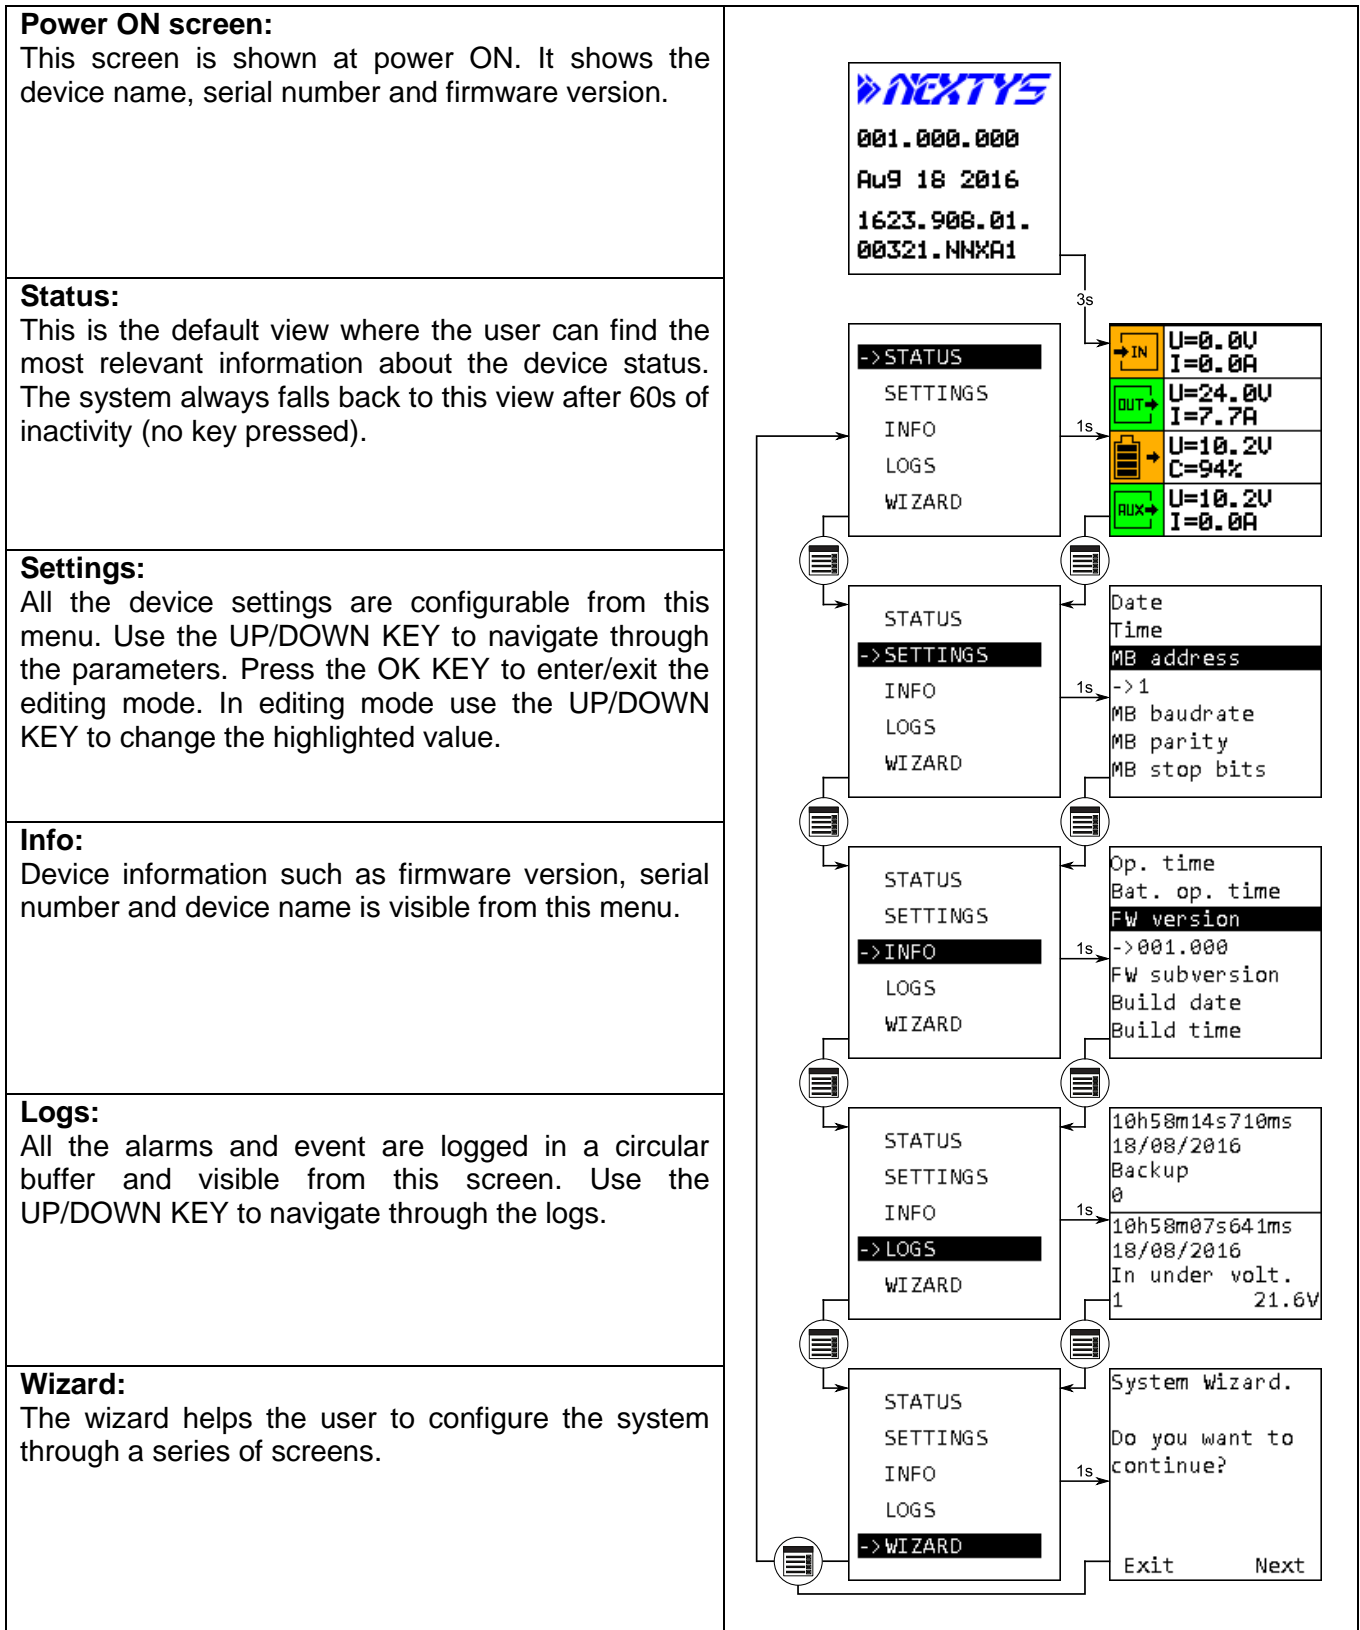 Power ON screen:
This screen is shown at power ON. It shows the
device name, serial number and firmware version.
NEXTYS
001.000.000
Aug 18 2016
1623.908.01.
00321.NNXA1
3s
Status:
This is the default view where the user can find the
most relevant information about the device status.
The system always falls back to this view after 60s of
inactivity (no key pressed).
->STATUS
SETTINGS
INFO
LOGS
WIZARD
1s
IN
U=0.0V
I=0.0A
OUT
U=24.0V
I=7.7A
U=10.2V
C=94%
AUX
U=10.2V
I=0.0A
Settings:
All the device settings are configurable from this
menu. Use the UP/DOWN KEY to navigate through
the parameters. Press the OK KEY to enter/exit the
editing mode. In editing mode use the UP/DOWN
KEY to change the highlighted value.
STATUS
->SETTINGS
INFO
LOGS
WIZARD
1s
Date
Time
MB address
->1
MB baudrate
MB parity
MB stop bits
Info:
Device information such as firmware version, serial
number and device name is visible from this menu.
STATUS
SETTINGS
->INFO
LOGS
WIZARD
1s
Op. time
Bat. op. time
FW version
->001.000
FW subversion
Build date
Build time
Logs:
All the alarms and event are logged in a circular
buffer and visible from this screen. Use the
UP/DOWN KEY to navigate through the logs.
STATUS
SETTINGS
INFO
->LOGS
WIZARD
1s
10h58m14s710ms
18/08/2016
Backup
0
10h58m07s641ms
18/08/2016
In under volt.
1 21.6V
Wizard:
The wizard helps the user to configure the system
through a series of screens.
STATUS
SETTINGS
INFO
LOGS
->WIZARD
1s
System Wizard.
Do you want to
continue?
Exit Next